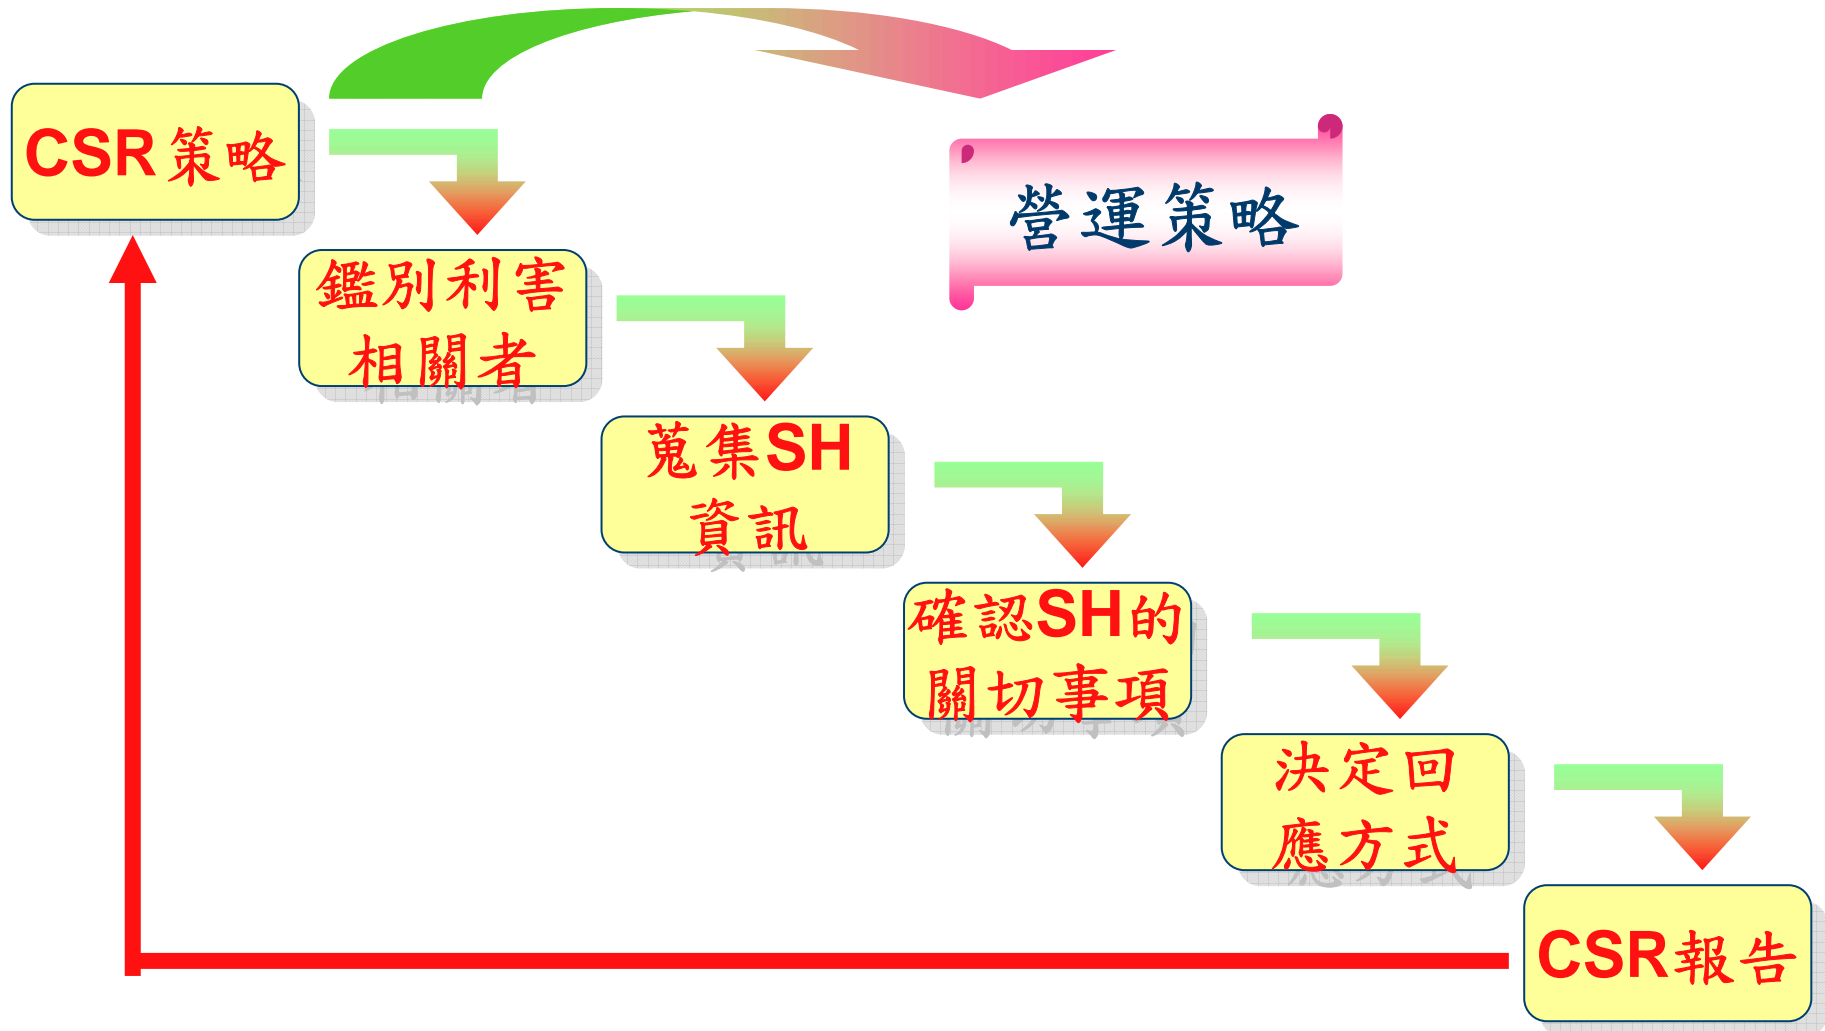 CSR策略
營運策略
鑑別利害
相關者
蒐集SH
資訊
確認SH的
關切事項
決定回
應方式
CSR報告